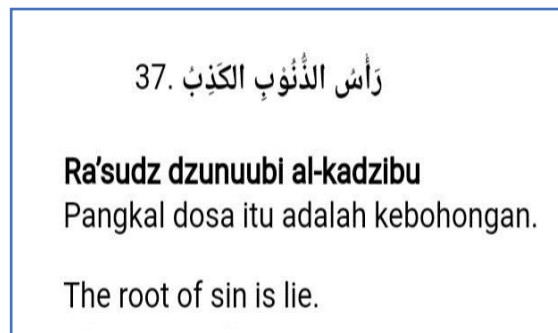 37. رَأْسُ الذُّنُوْبِ الكَذِبُ
Ra'sudz dzunuubi al-kadzibu
Pangkal dosa itu adalah kebohongan.
The root of sin is lie.